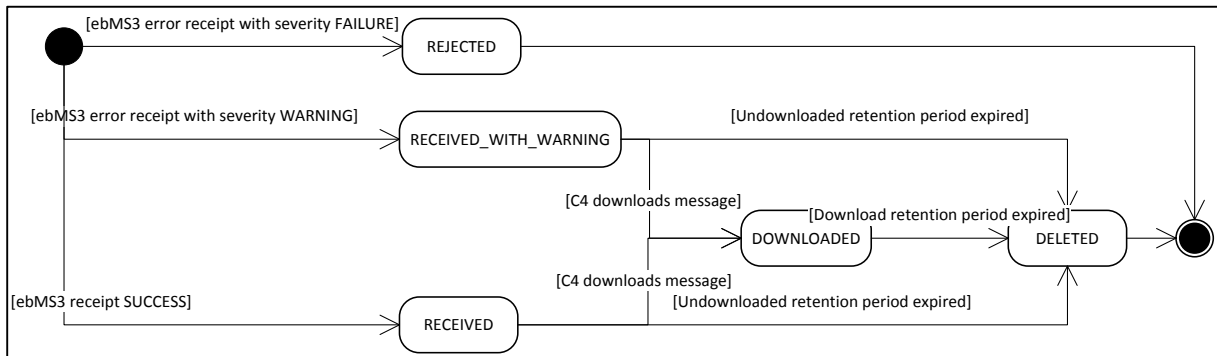 [ebMS3 error receipt with severity FAILURE]
REJECTED
[ebMS3 error receipt with severity WARNING]
[Undownloaded retention period expired]
RECEIVED_WITH_WARNING
[C4 downloads message]
[Download retention period expired]
DOWNLOADED
DELETED
[C4 downloads message]
[ebMS3 receipt SUCCESS]
[Undownloaded retention period expired]
RECEIVED